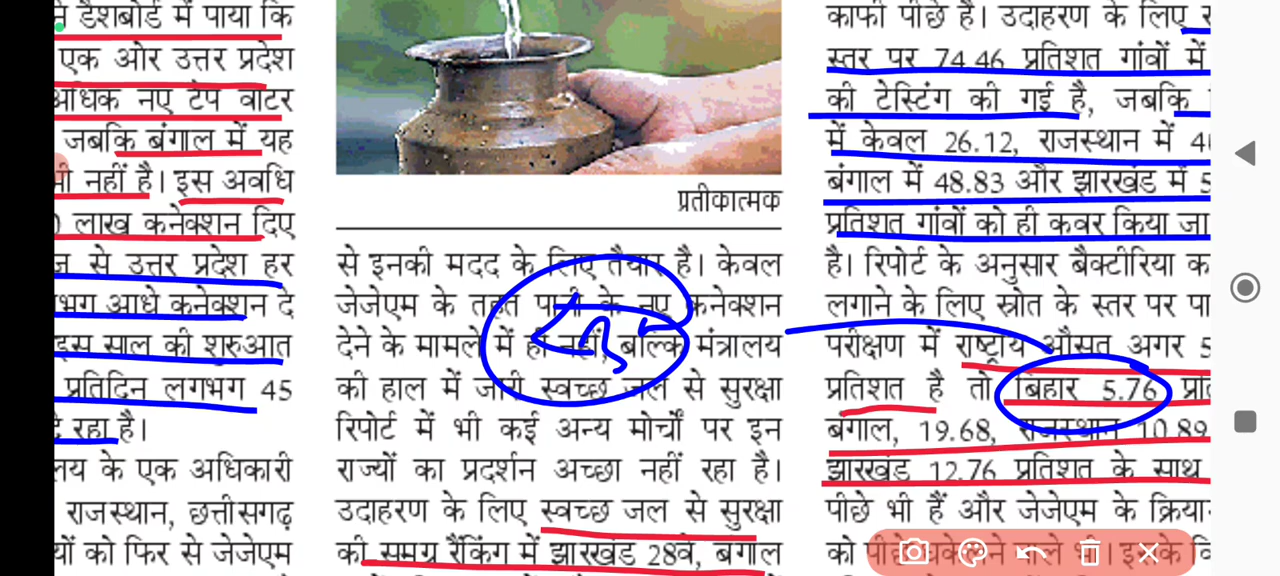 ने डैशबोर्ड में पाया कि
एक ओर उत्तर प्रदेश
अधिक नए टेप वाटर
जबकि बंगाल में यह
भी नहीं है। इस अवधि
लाख कनेक्शन दिए
से उत्तर प्रदेश हर
आधे कनेक्शन दे
इस साल की शुरुआत
प्रतिदिन लगभग 45
रहा है।
के एक अधिकारी
राजस्थान, छत्तीसगढ़
को फिर से जेजेएम
प्रतीकात्मक
से इनकी मदद के लिए तैयार है। केवल
जेजेएम के तहत पानी के नए कनेक्शन
देने के मामले में ही नहीं, बल्कि मंत्रालय
की हाल में जारी स्वच्छ जल से सुरक्षा
रिपोर्ट में भी कई अन्य मोर्चों पर इन
राज्यों का प्रदर्शन अच्छा नहीं रहा है।
उदाहरण के लिए स्वच्छ जल से सुरक्षा
की समग्र रैंकिंग में झारखंड 28वें, बंगाल
काफी पीछे है। उदाहरण के लिए
स्तर पर 74.46 प्रतिशत गांवों में
की टेस्टिंग की गई है, जबकि
में केवल 26.12, राजस्थान में
बंगाल में 48.83 और झारखंड में
प्रतिशत गांवों को ही कवर किया जा
है। रिपोर्ट के अनुसार बैक्टीरिया
लगाने के लिए स्रोत के स्तर पर
परीक्षण में राष्ट्रीय औसत अगर
प्रतिशत है तो बिहार 5.76
बंगाल, 19.68, राजस्थान 10.89
झारखंड 12.76 प्रतिशत के साथ
पीछे भी हैं और जेजेएम के
को पीछे धकेलने वाले भी।